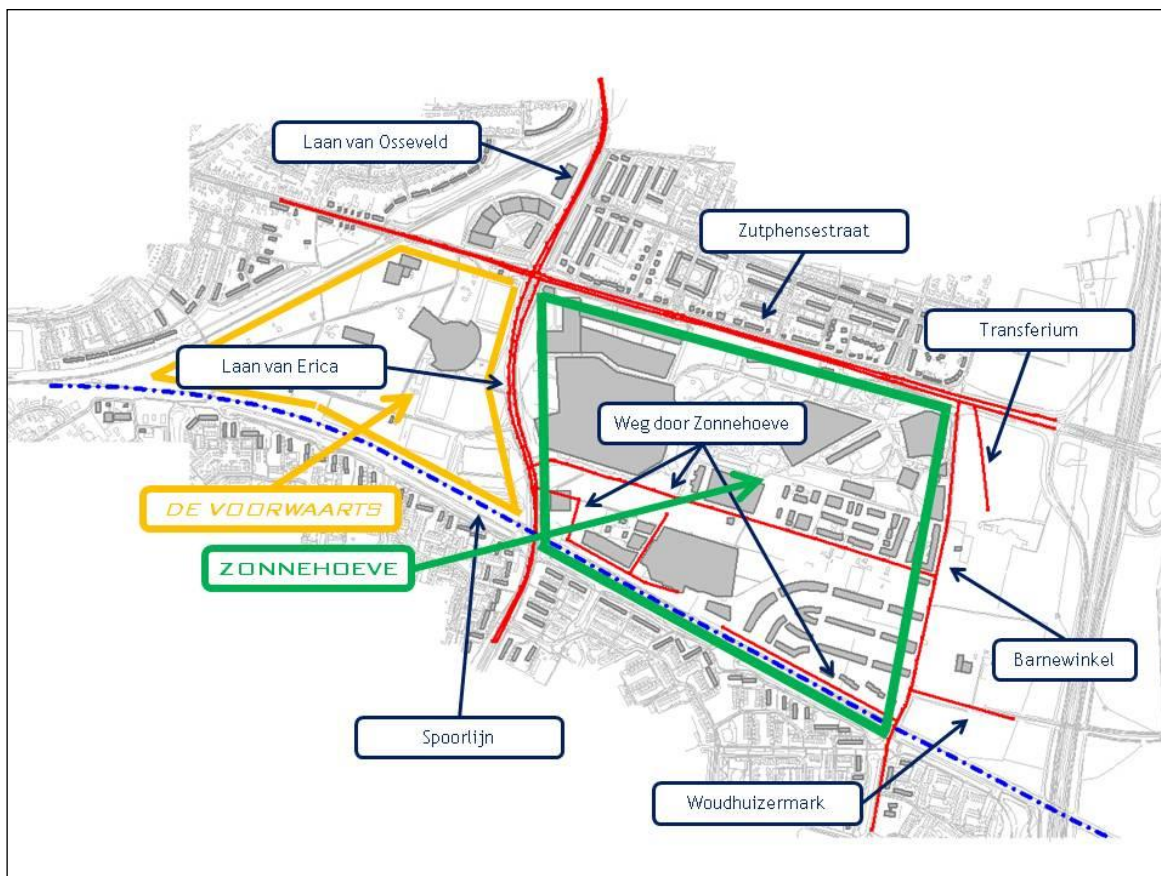 Laan van Osseveld
Zutphensestraat
Transferium
Laan van Erica
Weg door Zonnehoeve
DE VOORWAARTS
ZONNEHOEVE
Barnewinkel
Spoorlijn
Woudhuizermark